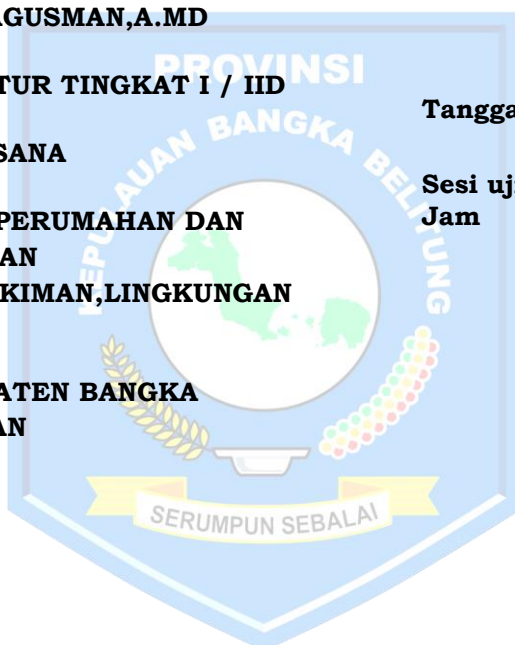 AGUSMAN,A.MD
TUR TINGKAT I / IID
SANA
PERUMAHAN DAN
AN
KIMAN,LINGKUNGAN
ATEN BANGKA
AN
Tangga
Sesi uj
Jam
PROVINSI
KEPULAUAN BANGKA BELITUNG
SERUMPUN SEBALAI